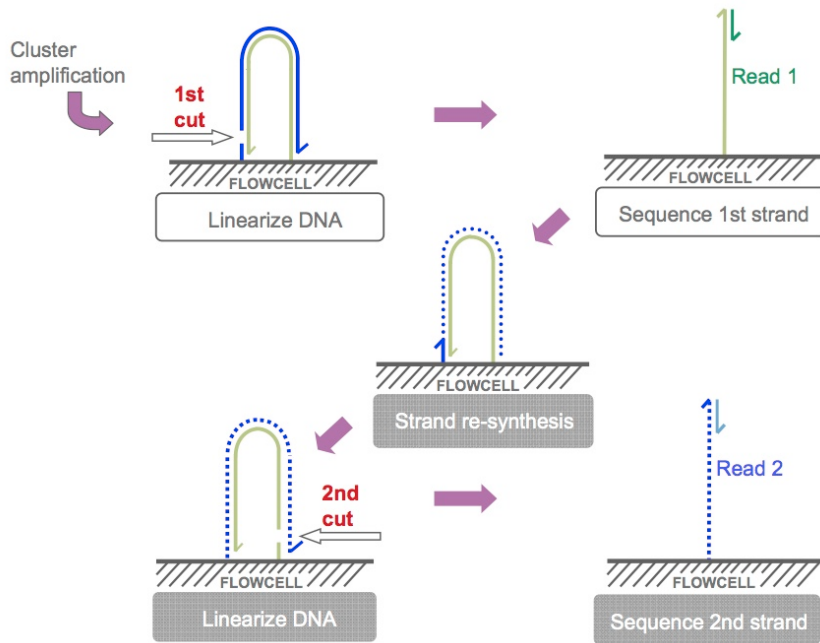 Cluster
amplification
1st
cut
FLOWCELL
Linearize DNA
Read 1
FLOWCELL
Sequence 1st strand
FLOWCELL
Strand re-synthesis
2nd
cut
FLOWCELL
Linearize DNA
Read 2
FLOWCELL
Sequence 2nd strand